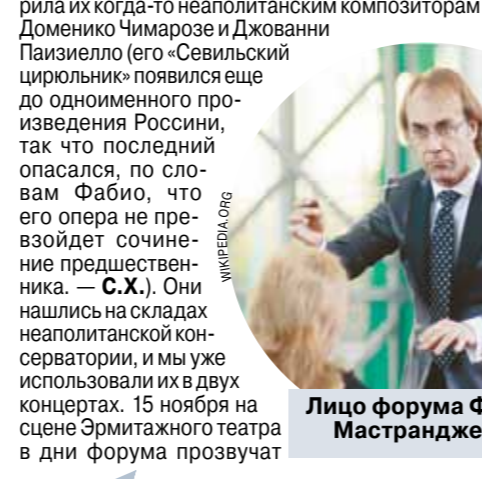 рила их когда-то неаполитанским композиторам
Доменико Чимарозе и Джованни
Паизиелло (его «Севильский
цирюльник» появился еще
до одноименного про-
изведения Россини,
так что последний
опасался, по сло-
вам Фабио, что
его опера не пре-
взойдет сочине-
ние предшествен-
ника. — С.Х.). Они
нашлись на складах
неаполитанской кон-
серватории, и мы уже
использовали их в двух
концертах. 15 ноября на
сцене Эрмитажного театра
в дни форума прозвучат
WIKIPEDIA.ORG
Лицо форума Ф
Мастрандже